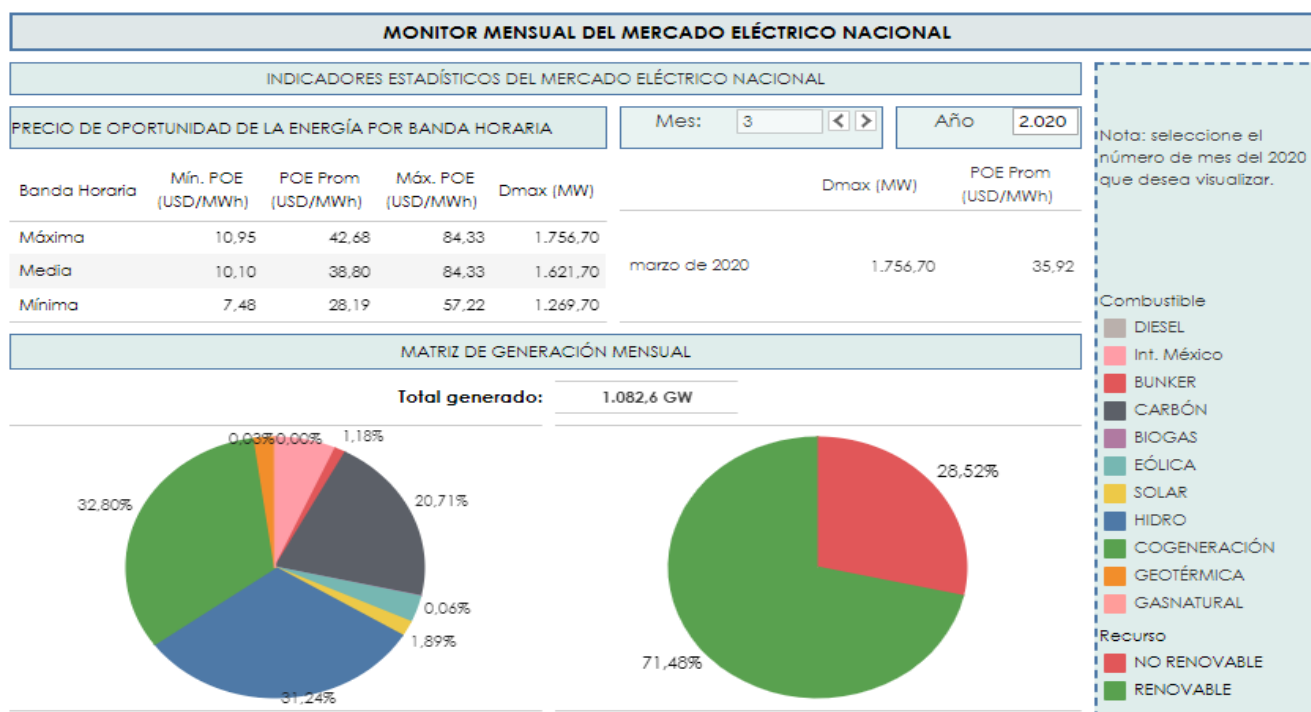 MONITOR MENSUAL DEL MERCADO ELÉCTRICO NACIONAL
INDICADORES ESTADÍSTICOS DEL MERCADO ELÉCTRICO NACIONAL
PRECIO DE OPORTUNIDAD DE LA ENERGÍA POR BANDA HORARIA
Mes: 3 < > Año 2.020
Nota: seleccione el
número de mes del 2020
que desea visualizar.
Banda Horaria Mín. POE (USD/MWh) POE Prom (USD/MWh) Máx. POE (USD/MWh) Dmax (MW)
Máxima 10,95 42,68 84,33 1.756,70
Media 10,10 38,80 84,33 1.621,70
Mínima 7,48 28,19 57,22 1.269,70
Dmax (MW) POE Prom (USD/MWh)
marzo de 2020 1.756,70 35,92
MATRIZ DE GENERACIÓN MENSUAL
Total generado: 1.082,6 GW
0,03% 0,00% 1,18%
32,80%
20,71%
0,06%
1,89%
31,24%
28,52%
71,48%
Combustible
DIESEL
Int. México
BUNKER
CARBÓN
BIOGAS
EÓLICA
SOLAR
HIDRO
COGENERACIÓN
GEOTÉRMICA
GASNATURAL
Recurso
NO RENOVABLE
RENOVABLE